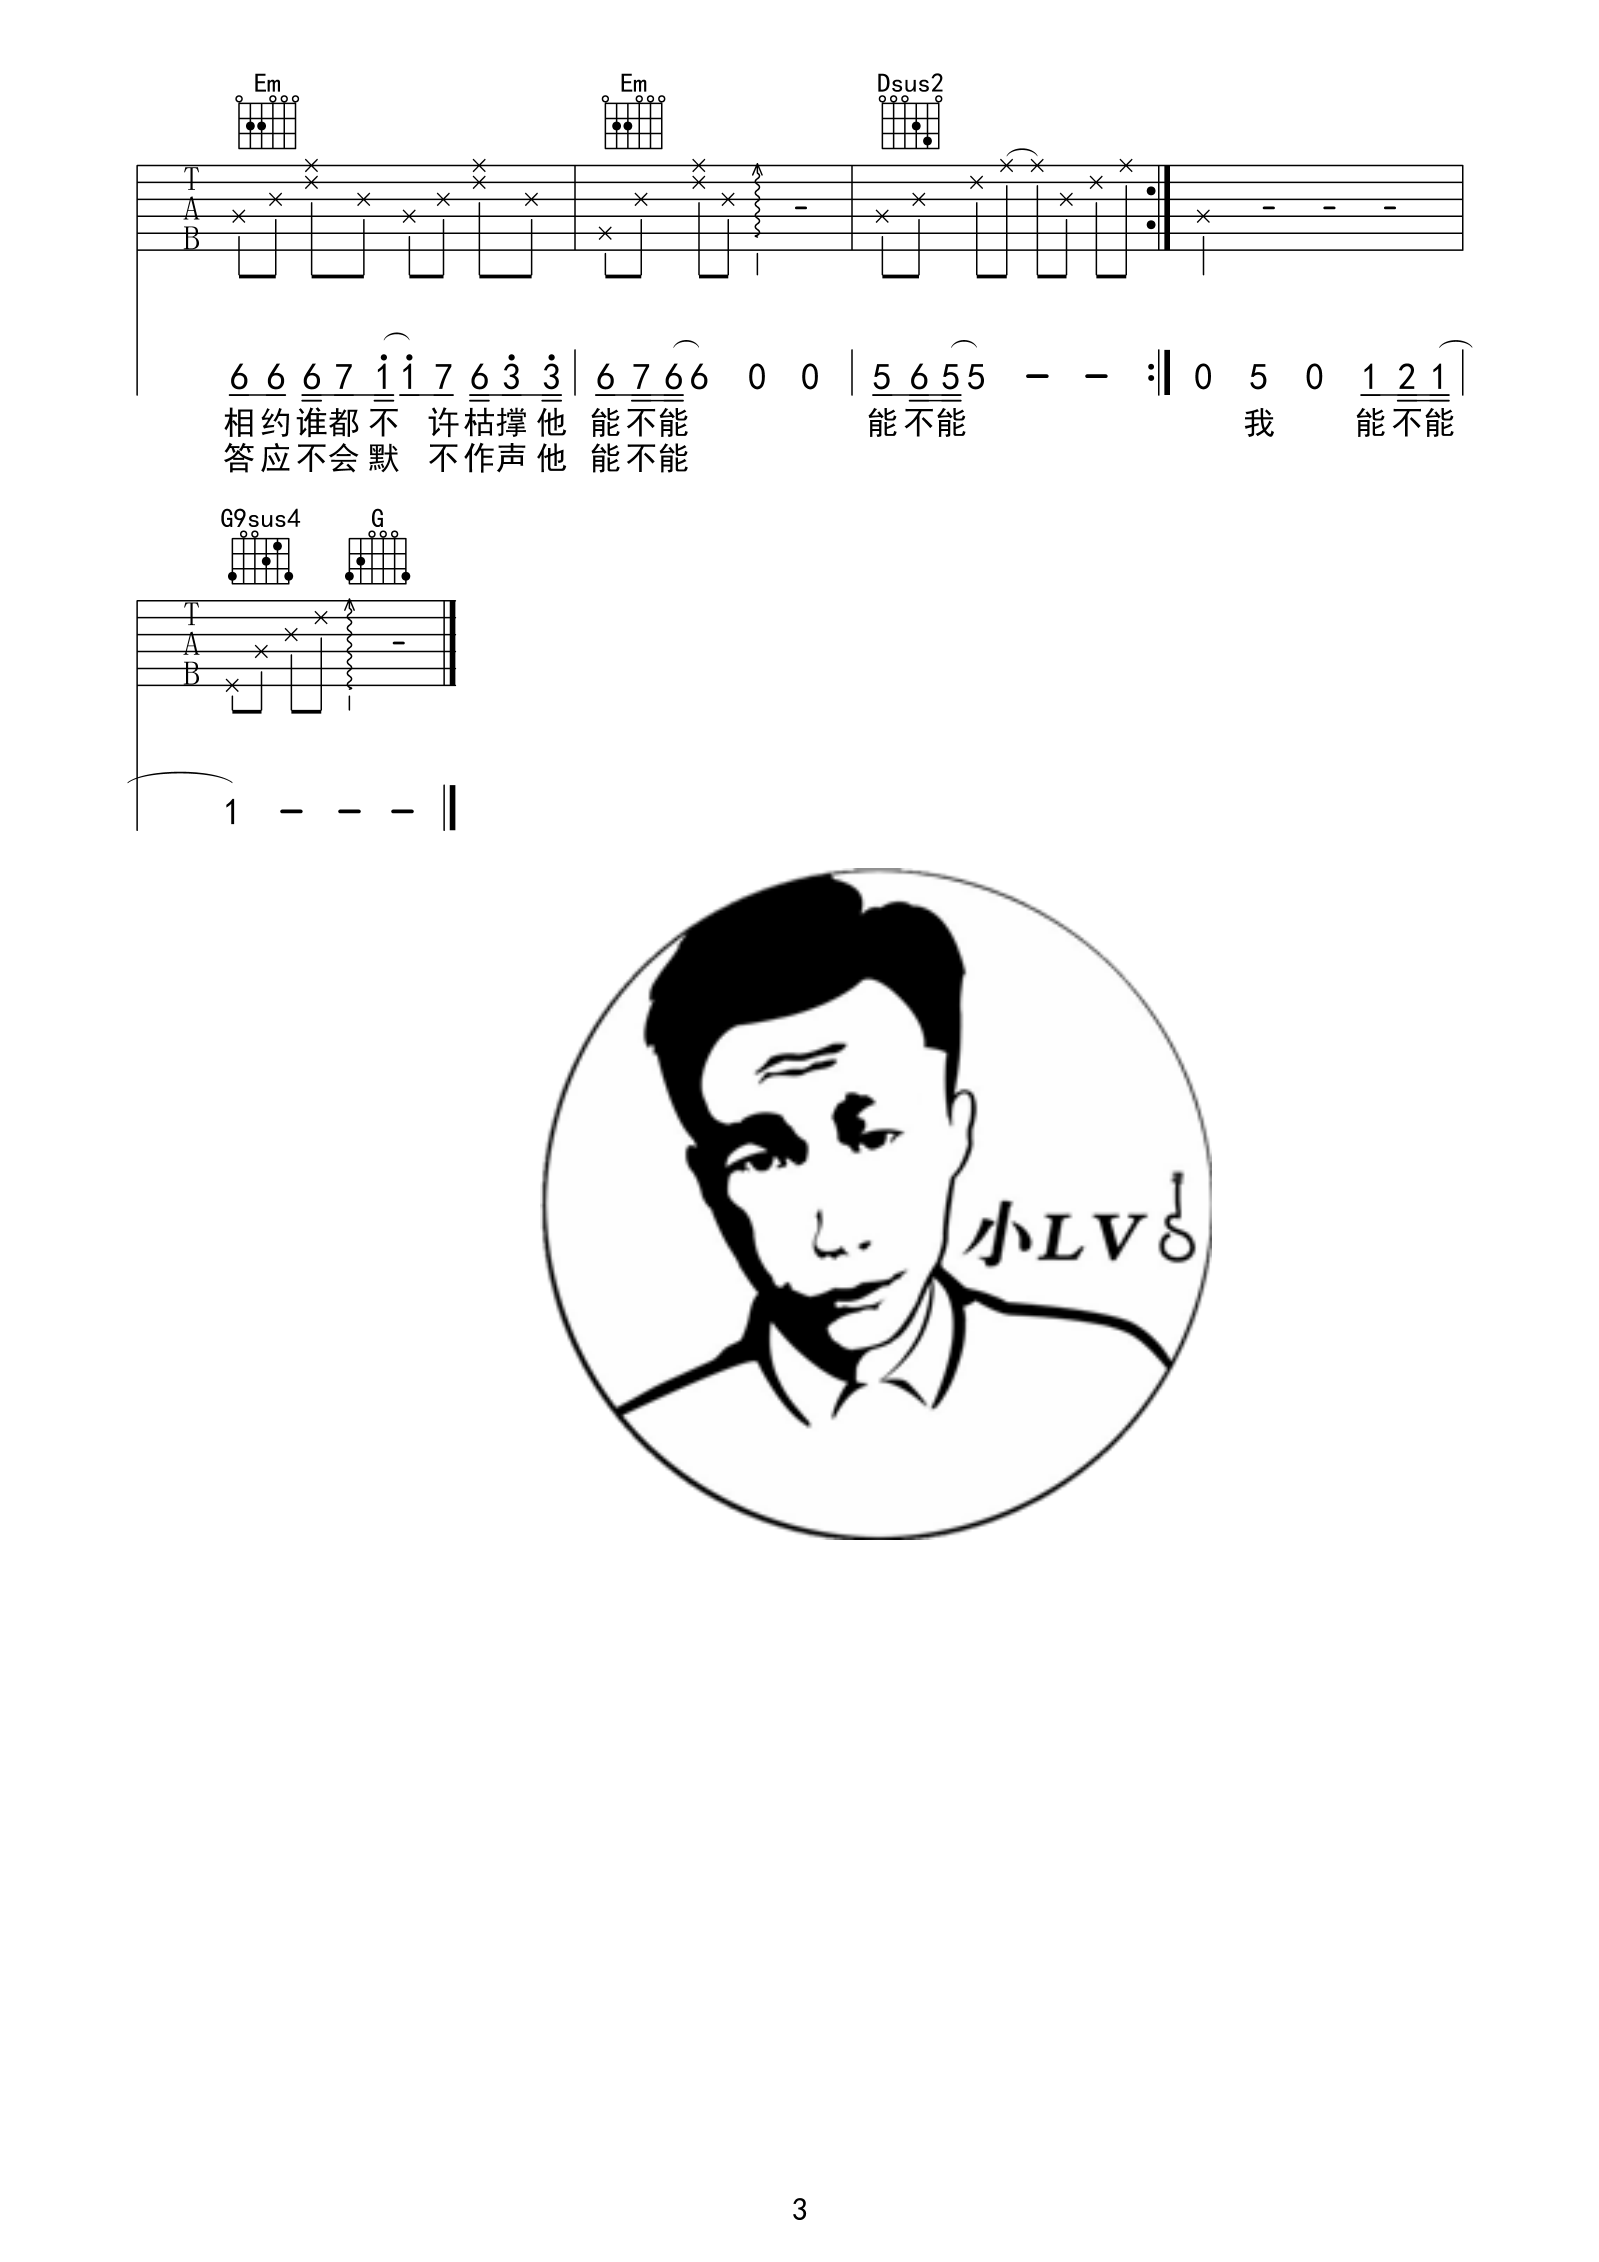 Em Em Dsus2
T
A
B
6 6 6 7 1 1 7 6 3 3 6 7 6 6 0 0 5 6 5 5 – – 0 5 0 1 2 1
相约谁都不 许枯撑他 能不能 能不能 我 能不能
答应不会默 不作声他 能不能
G9sus4 G
T
A
B
1 – – –
小LV
3